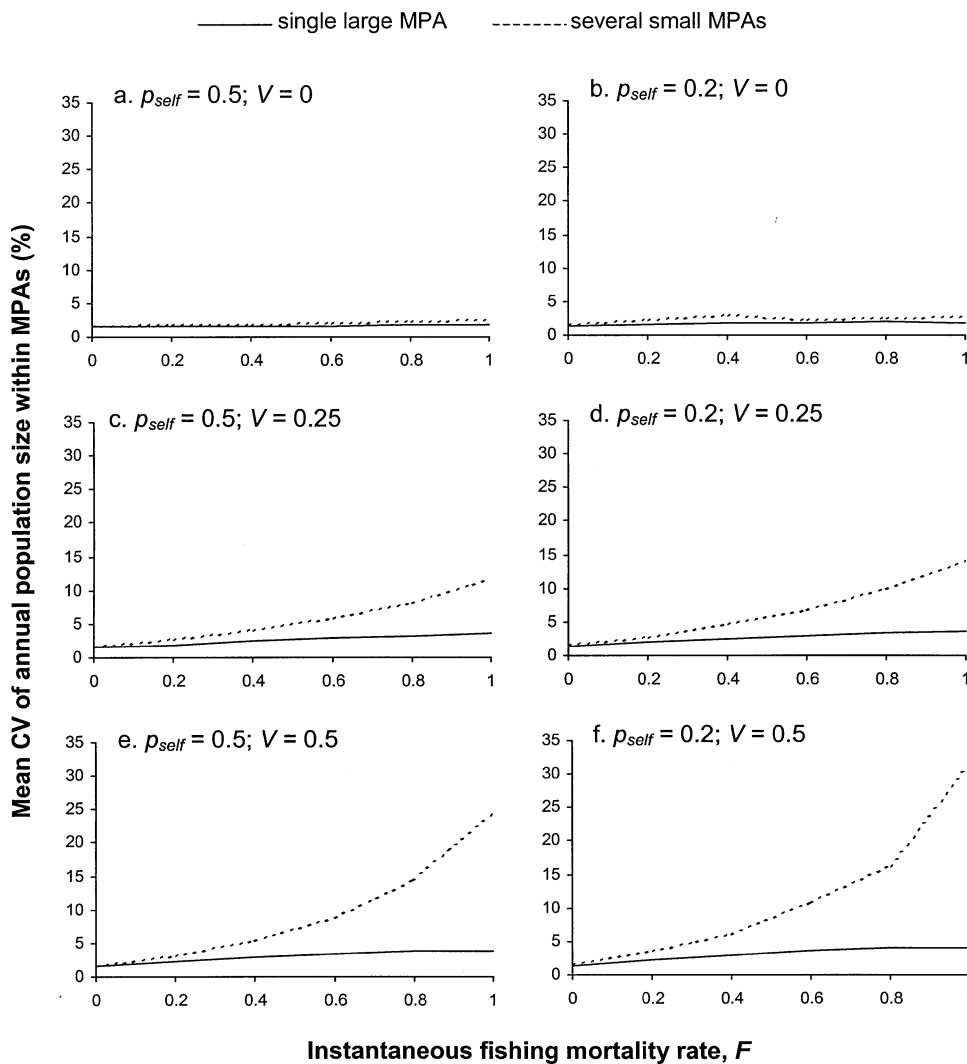 single large MPA several small MPAs
a. pself = 0.5; V = 0
b. pself = 0.2; V = 0
35 35
30 30
25 25
20 20
15 15
10 10
5 5
0 0
0 0.2 0.4 0.6 0.8 1 0 0.2 0.4 0.6 0.8 1
c. pself = 0.5; V = 0.25
d. pself = 0.2; V = 0.25
35 35
30 30
25 25
20 20
15 15
10 10
5 5
0 0
0 0.2 0.4 0.6 0.8 1 0 0.2 0.4 0.6 0.8 1
e. pself = 0.5; V = 0.5
f. pself = 0.2; V = 0.5
35 35
30 30
25 25
20 20
15 15
10 10
5 5
0 0
0 0.2 0.4 0.6 0.8 1 0 0.2 0.4 0.6 0.8
Mean CV of annual population size within MPAs (%)
Instantaneous fishing mortality rate, F